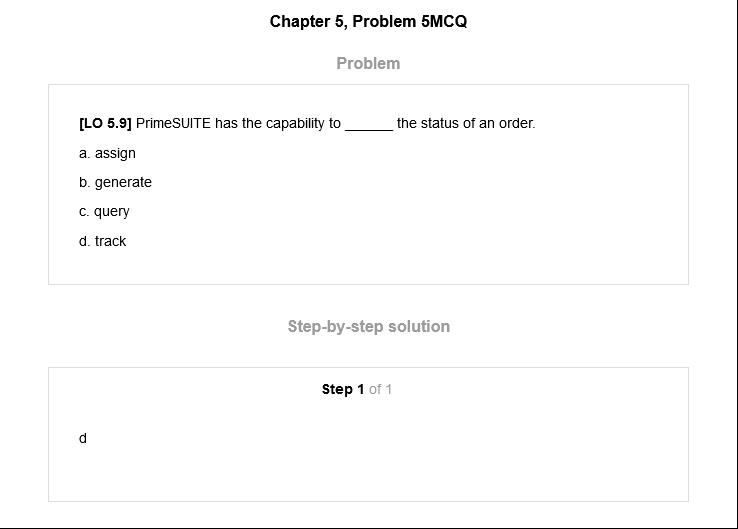 Chapter 5, Problem 5MCQ
Problem
[LO 5.9] PrimeSUITE has the capability to ______ the status of an order.
a. assign
b. generate
c. query
d. track
Step-by-step solution
Step 1 of 1
d